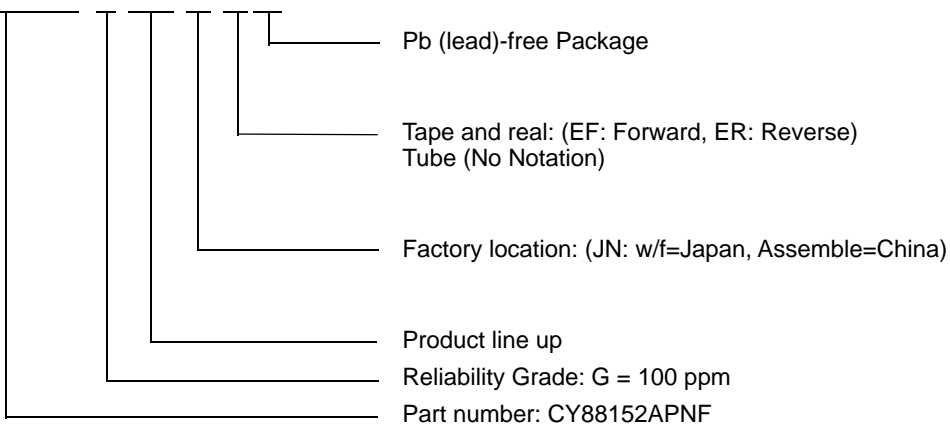 Pb (lead)-free Package
Tape and real: (EF: Forward, ER: Reverse)
Tube (No Notation)
Factory location: (JN: w/f=Japan, Assemble=China)
Product line up
Reliability Grade: G = 100 ppm
Part number: CY88152APNF